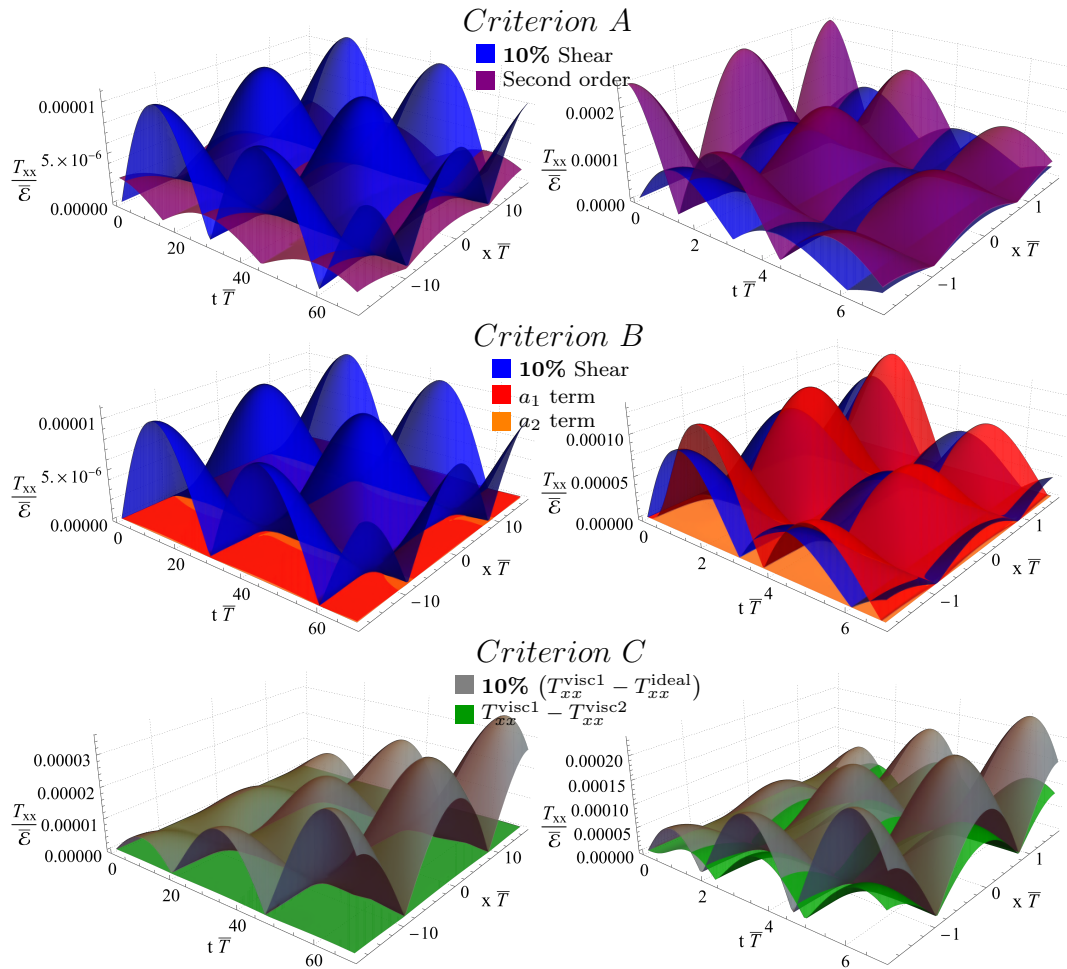 Criterion A
10% Shear
Second order
0.00001
5.×10⁻⁶
0.00000
T_xx / ℰ̅
0
20
40
60
t T̅
−10
0
10
x T̅
0.0002
0.0001
0.0000
T_xx / ℰ̅
0
2
4
6
t T̅
−1
0
1
x T̅
Criterion B
10% Shear
a₁ term
a₂ term
0.00001
5.×10⁻⁶
0.00000
T_xx / ℰ̅
0
20
40
60
t T̅
−10
0
10
x T̅
0.00010
0.00005
0.00000
T_xx / ℰ̅
0
2
4
6
t T̅
−1
0
1
x T̅
Criterion C
10% (T_xx^visc1 − T_xx^ideal)
T_xx^visc1 − T_xx^visc2
0.00003
0.00002
0.00001
0.00000
T_xx / ℰ̅
0
20
40
60
t T̅
−10
0
10
x T̅
0.00020
0.00015
0.00010
0.00005
0.00000
T_xx / ℰ̅
0
2
4
6
t T̅
−1
0
1
x T̅